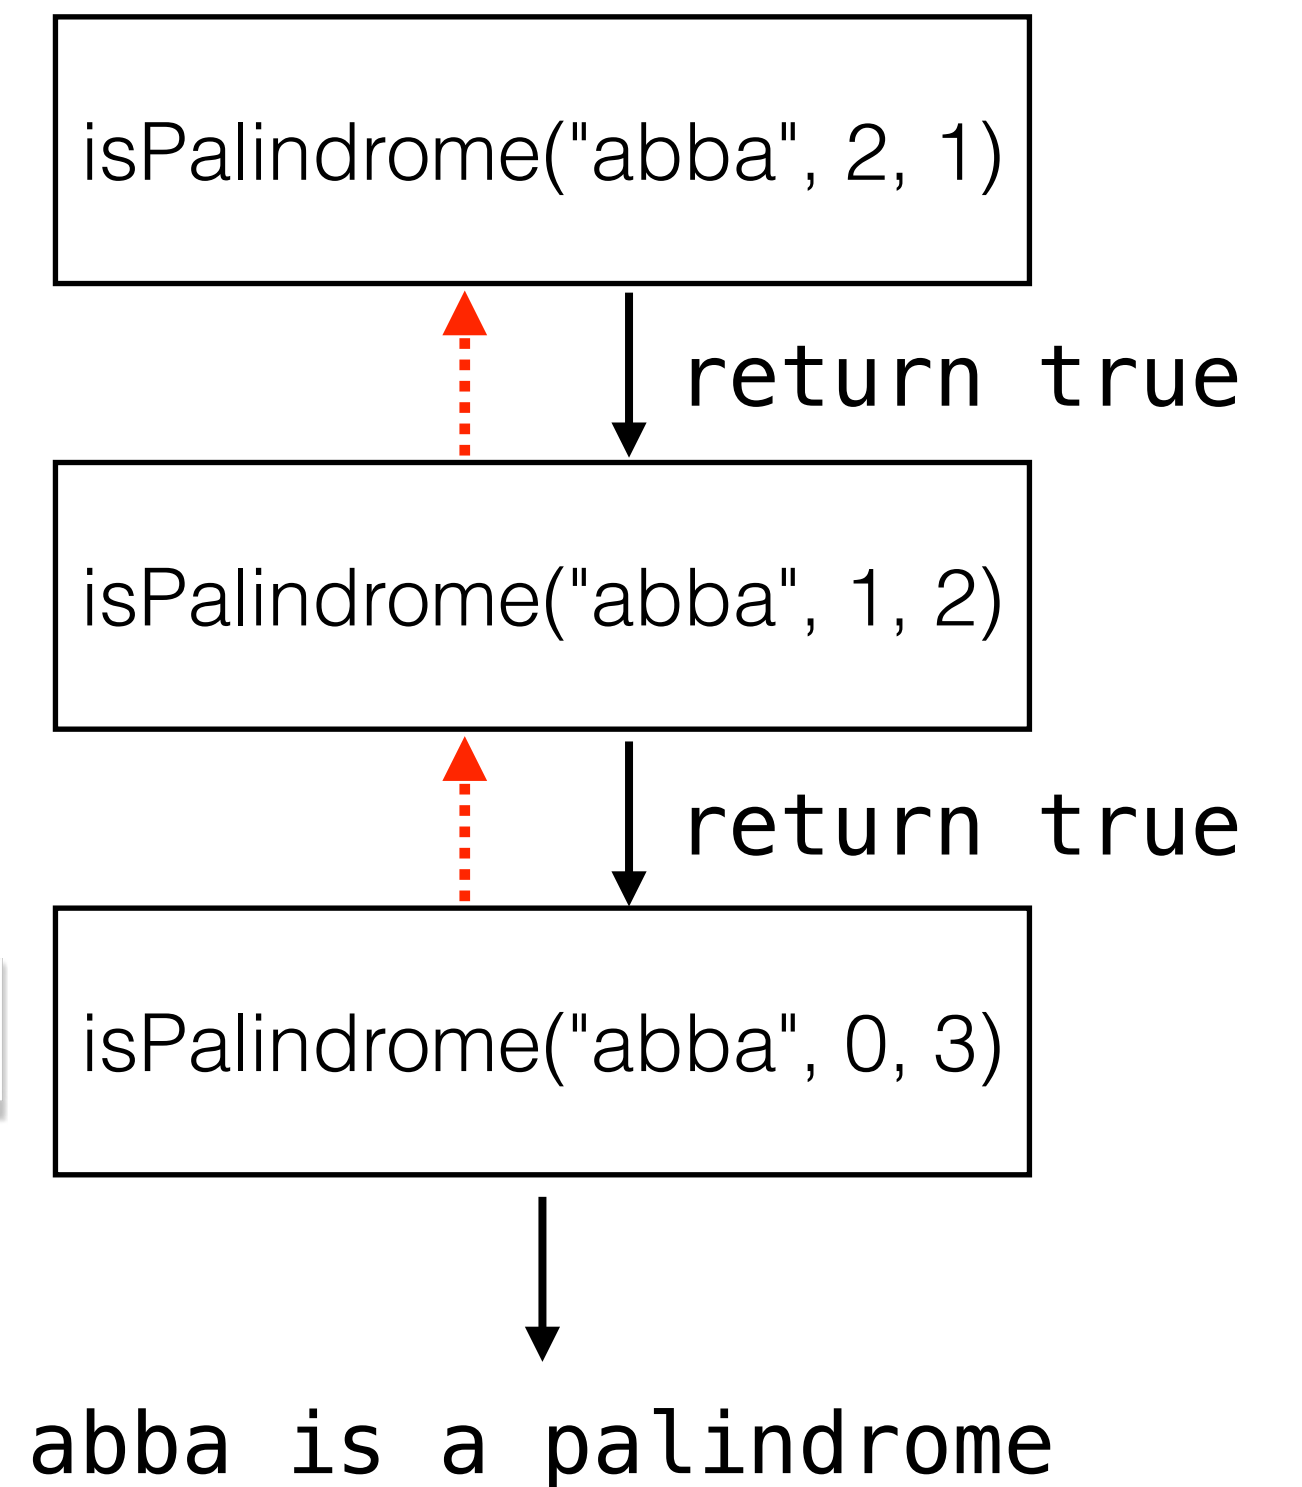 isPalindrome("abba", 2, 1)
return true
isPalindrome("abba", 1, 2)
return true
isPalindrome("abba", 0, 3)
abba is a palindrome